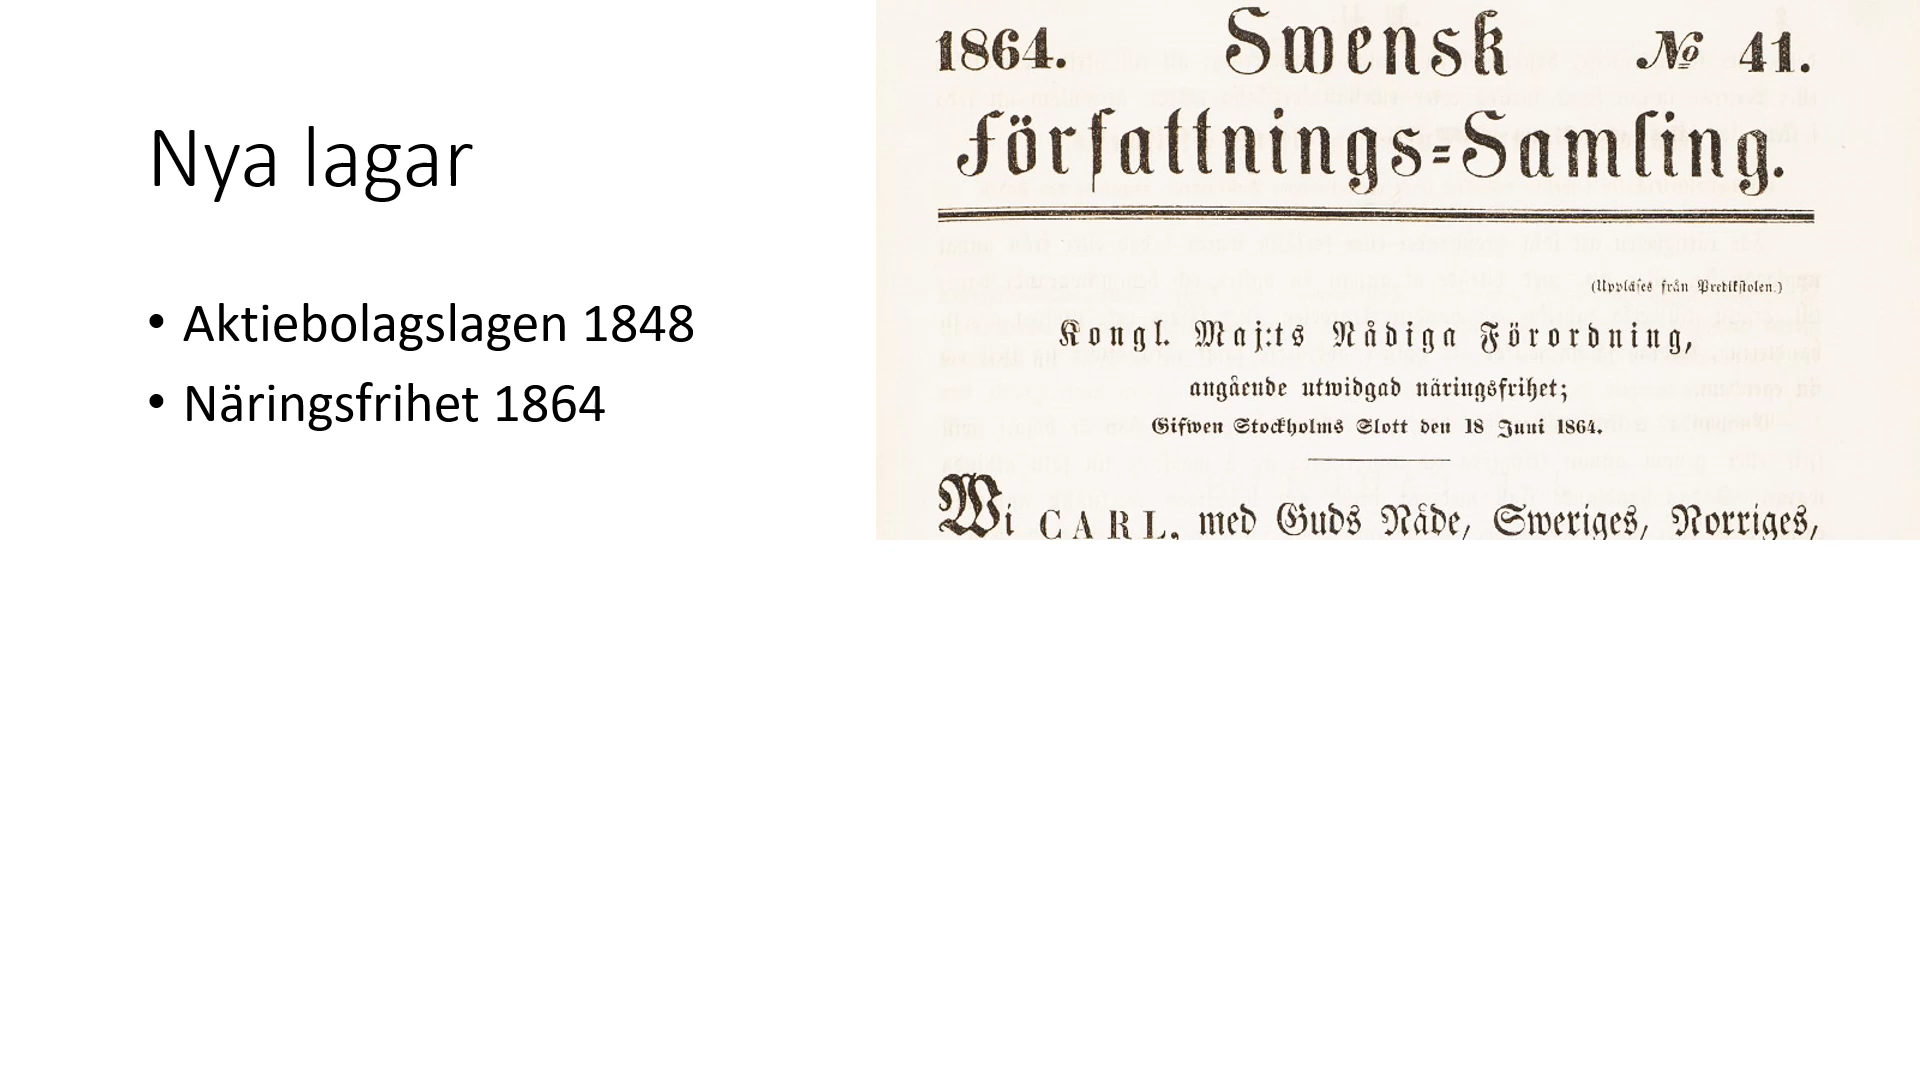 Nya lagar
• Aktiebolagslagen 1848
• Näringsfrihet 1864
1864. Swensk № 41.
Författnings-Samling.
(Uppläses från Predikstolen.)
Kongl. Maj:ts Nådiga Förordning,
angående utwidgad näringsfrihet;
Gifwen Stockholms Slott den 18 Juni 1864.
Wi CARL, med Guds Nåde, Sweriges, Norriges,